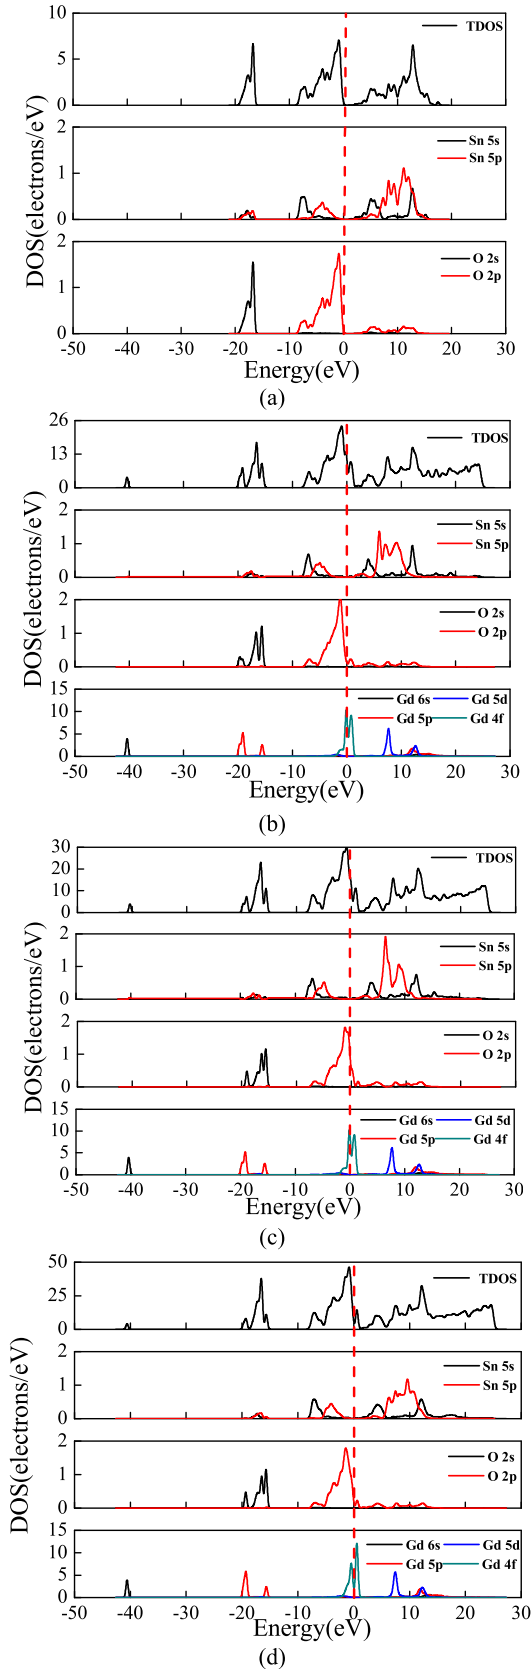 10
TDOS
5
0
2
Sn 5s
Sn 5p
1
0
2
O 2s
O 2p
1
0
DOS(electrons/eV)
-50 -40 -30 -20 -10 0 10 20 30
Energy(eV)
(a)
26
TDOS
13
0
2
Sn 5s
Sn 5p
1
0
2
O 2s
O 2p
1
0
15
Gd 6s Gd 5d
10
Gd 5p Gd 4f
5
0
DOS(electrons/eV)
-50 -40 -30 -20 -10 0 10 20 30
Energy(eV)
(b)
30
TDOS
20
10
0
2
Sn 5s
Sn 5p
1
0
2
O 2s
O 2p
1
0
15
Gd 6s Gd 5d
10
Gd 5p Gd 4f
5
0
DOS(electrons/eV)
-50 -40 -30 -20 -10 0 10 20 30
Energy(eV)
(c)
50
TDOS
25
0
2
Sn 5s
Sn 5p
1
0
2
O 2s
O 2p
1
0
15
Gd 6s Gd 5d
10
Gd 5p Gd 4f
5
0
DOS(electrons/eV)
-50 -40 -30 -20 -10 0 10 20 30
Energy(eV)
(d)